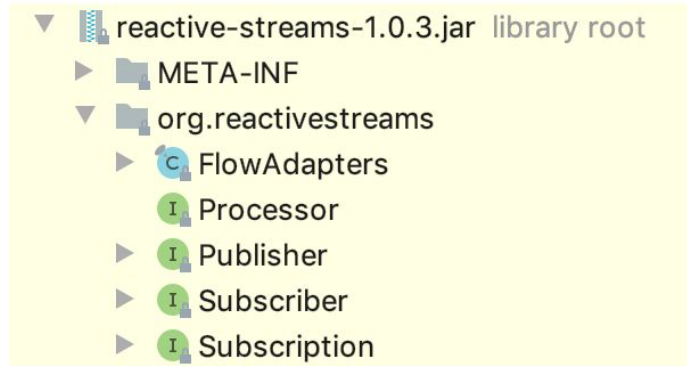 reactive-streams-1.0.3.jar library root
META-INF
org.reactivestreams
C FlowAdapters
I Processor
I Publisher
I Subscriber
I Subscription